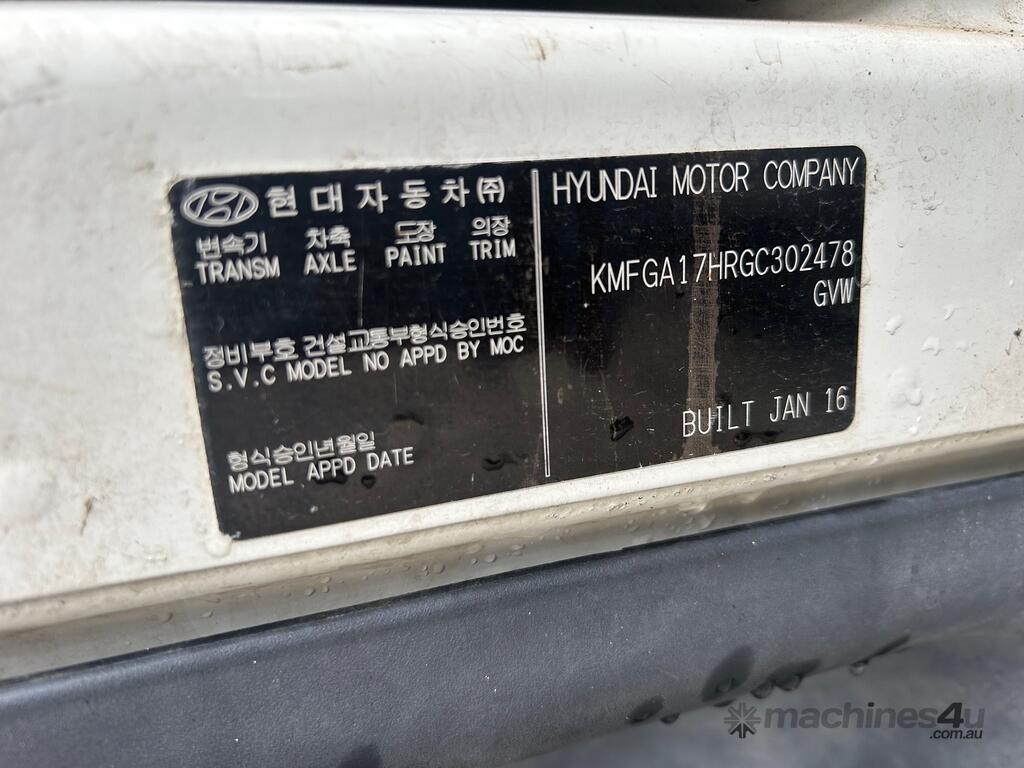 현대자동차㈜
변속기 차축 도장 의장
TRANSM AXLE PAINT TRIM
정비부호 건설교통부형식승인번호
S.V.C MODEL NO APPD BY MOC
형식승인년월일
MODEL APPD DATE
HYUNDAI MOTOR COMPANY
KMFGA17HRGC302478
GVW
BUILT JAN 16
machines4u
.com.au